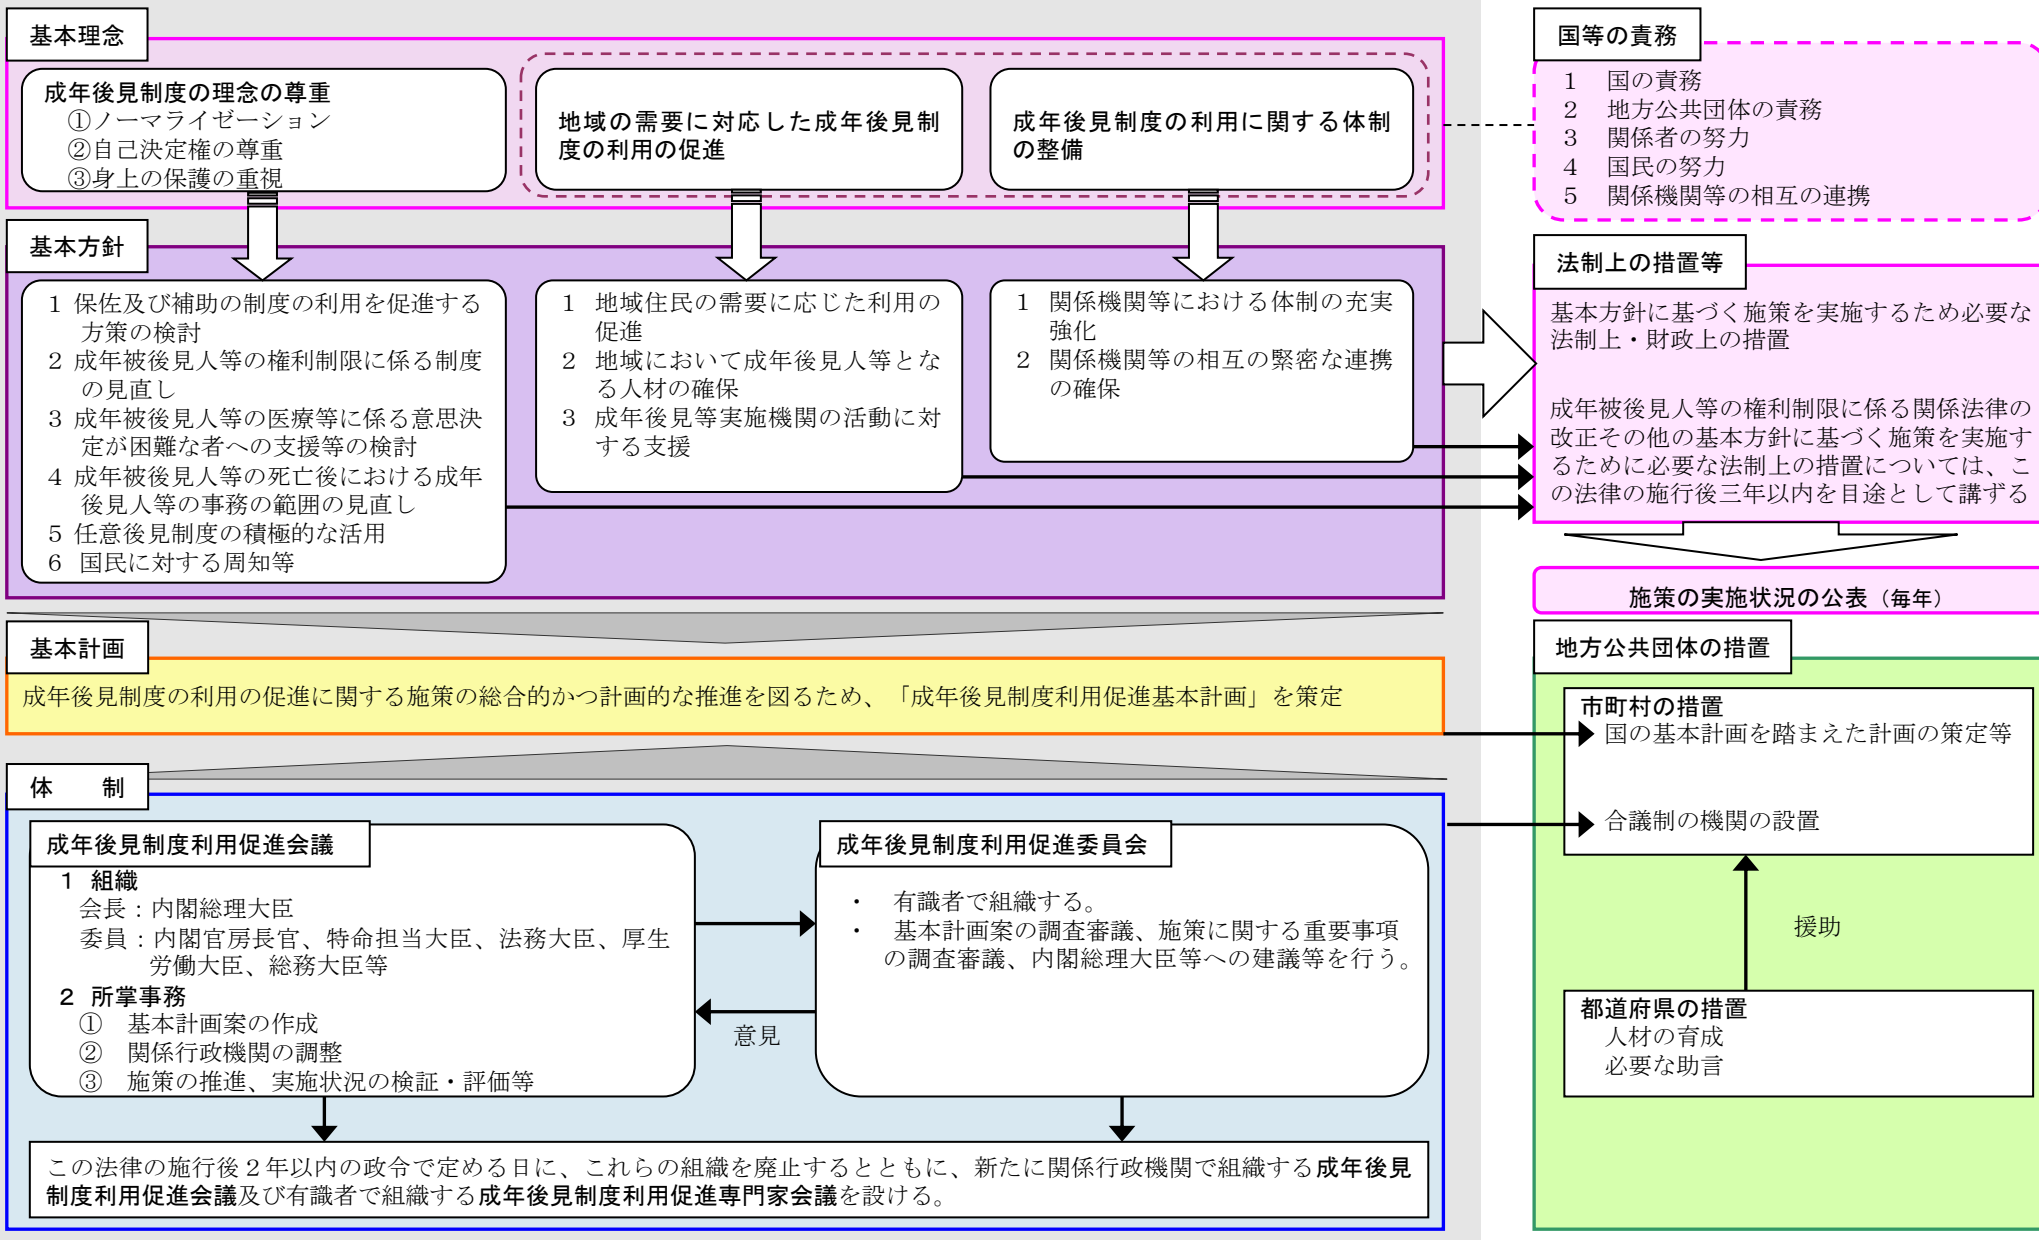 基本理念
成年後見制度の理念の尊重
①ノーマライゼーション
②自己決定権の尊重
③身上の保護の重視
地域の需要に対応した成年後見制
度の利用の促進
成年後見制度の利用に関する体制
の整備
国等の責務
１　国の責務
２　地方公共団体の責務
３　関係者の努力
４　国民の努力
５　関係機関等の相互の連携
基本方針
１ 保佐及び補助の制度の利用を促進する
方策の検討
２ 成年被後見人等の権利制限に係る制度
の見直し
３ 成年被後見人等の医療等に係る意思決
定が困難な者への支援等の検討
４ 成年被後見人等の死亡後における成年
後見人等の事務の範囲の見直し
５ 任意後見制度の積極的な活用
６ 国民に対する周知等
１　地域住民の需要に応じた利用の
促進
２　地域において成年後見人等とな
る人材の確保
３　成年後見等実施機関の活動に対
する支援
１　関係機関等における体制の充実
強化
２　関係機関等の相互の緊密な連携
の確保
法制上の措置等
基本方針に基づく施策を実施するため必要な
法制上・財政上の措置
成年被後見人等の権利制限に係る関係法律の
改正その他の基本方針に基づく施策を実施す
るために必要な法制上の措置については、こ
の法律の施行後三年以内を目途として講ずる
施策の実施状況の公表（毎年）
基本計画
成年後見制度の利用の促進に関する施策の総合的かつ計画的な推進を図るため、「成年後見制度利用促進基本計画」を策定
地方公共団体の措置
市町村の措置
国の基本計画を踏まえた計画の策定等
合議制の機関の設置
援助
都道府県の措置
人材の育成
必要な助言
体　　制
成年後見制度利用促進会議
１ 組織
会長：内閣総理大臣
委員：内閣官房長官、特命担当大臣、法務大臣、厚生
労働大臣、総務大臣等
２ 所掌事務
①　基本計画案の作成
②　関係行政機関の調整
③　施策の推進、実施状況の検証・評価等
意見
成年後見制度利用促進委員会
・　有識者で組織する。
・　基本計画案の調査審議、施策に関する重要事項
の調査審議、内閣総理大臣等への建議等を行う。
この法律の施行後２年以内の政令で定める日に、これらの組織を廃止するとともに、新たに関係行政機関で組織する成年後見
制度利用促進会議及び有識者で組織する成年後見制度利用促進専門家会議を設ける。